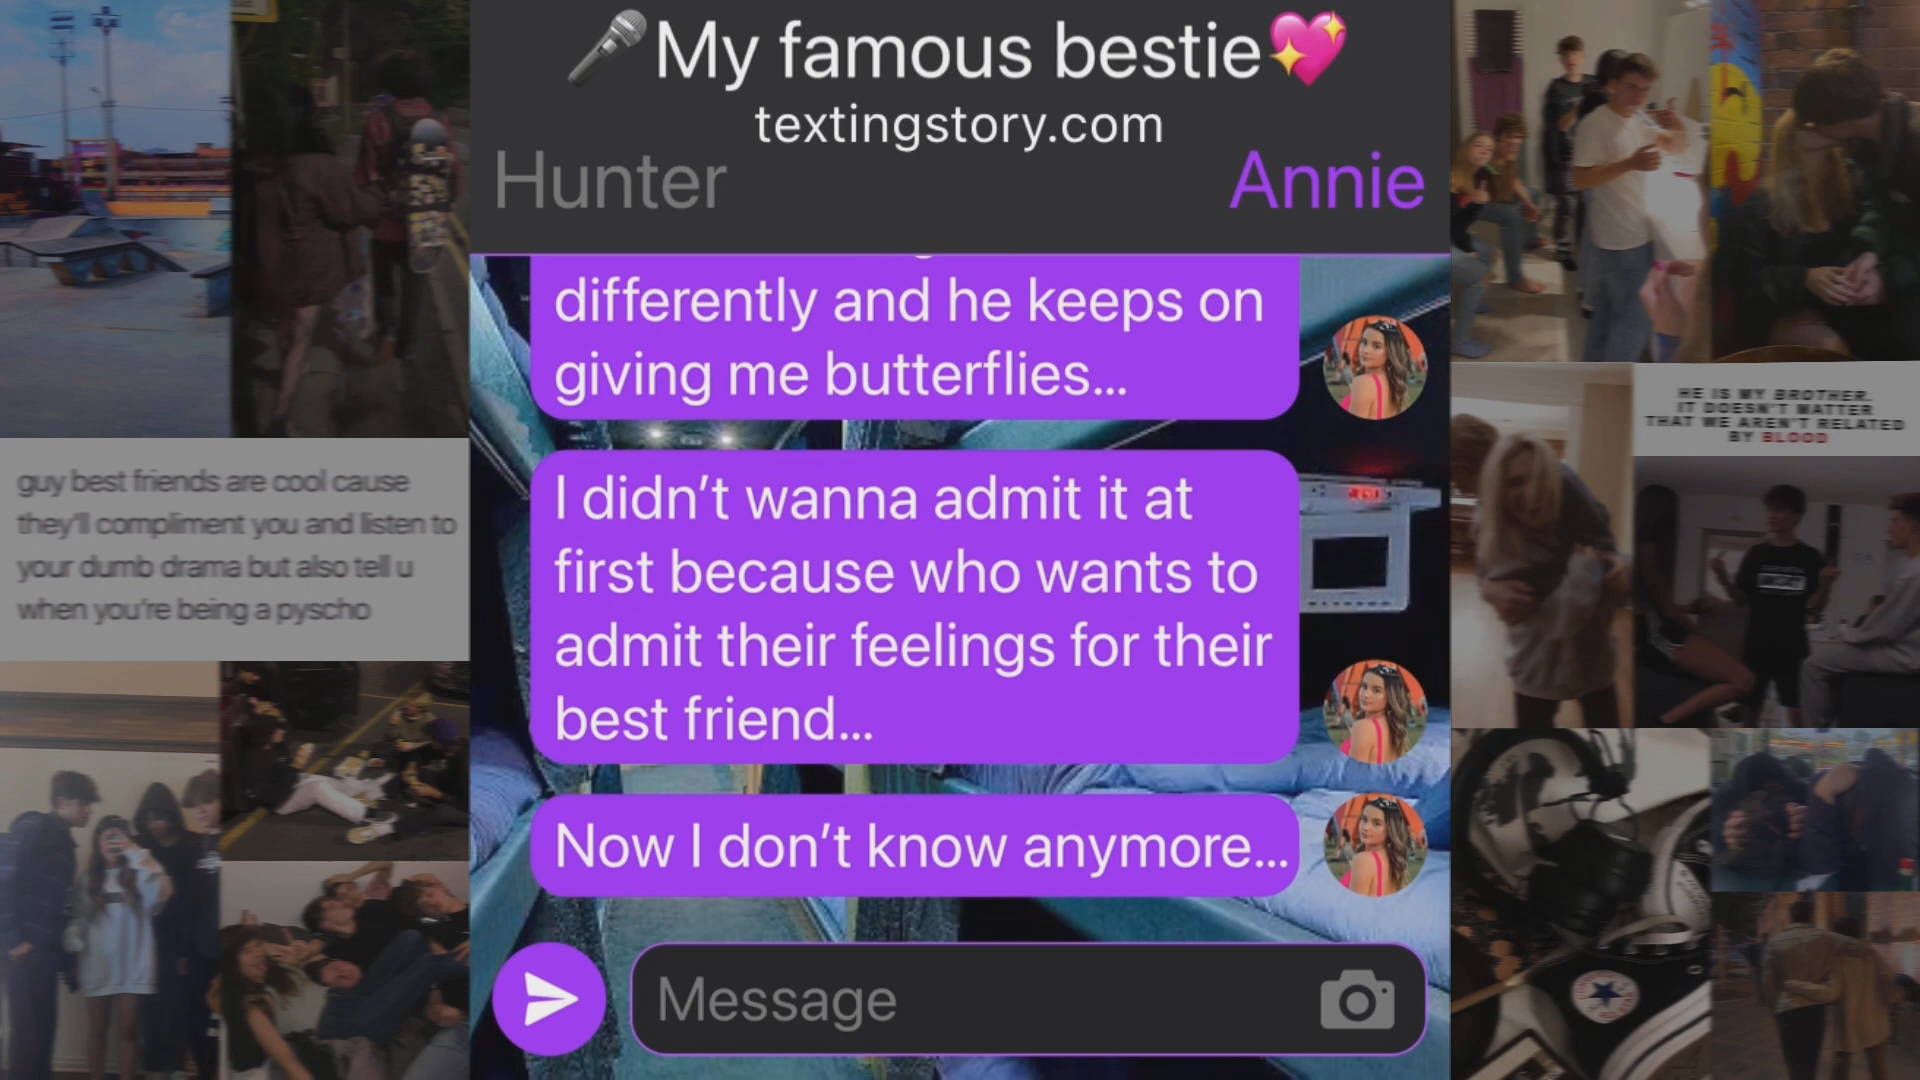 🎤My famous bestie💖
textingstory.com
Hunter
Annie
differently and he keeps on
giving me butterflies...
I didn't wanna admit it at
first because who wants to
admit their feelings for their
best friend...
Now I don't know anymore...
Message
guy best friends are cool cause
they'll compliment you and listen to
your dumb drama but also tell u
when you're being a pyscho
HE IS MY BROTHER.
IT DOESN'T MATTER
THAT WE AREN'T RELATED
BY BLOOD